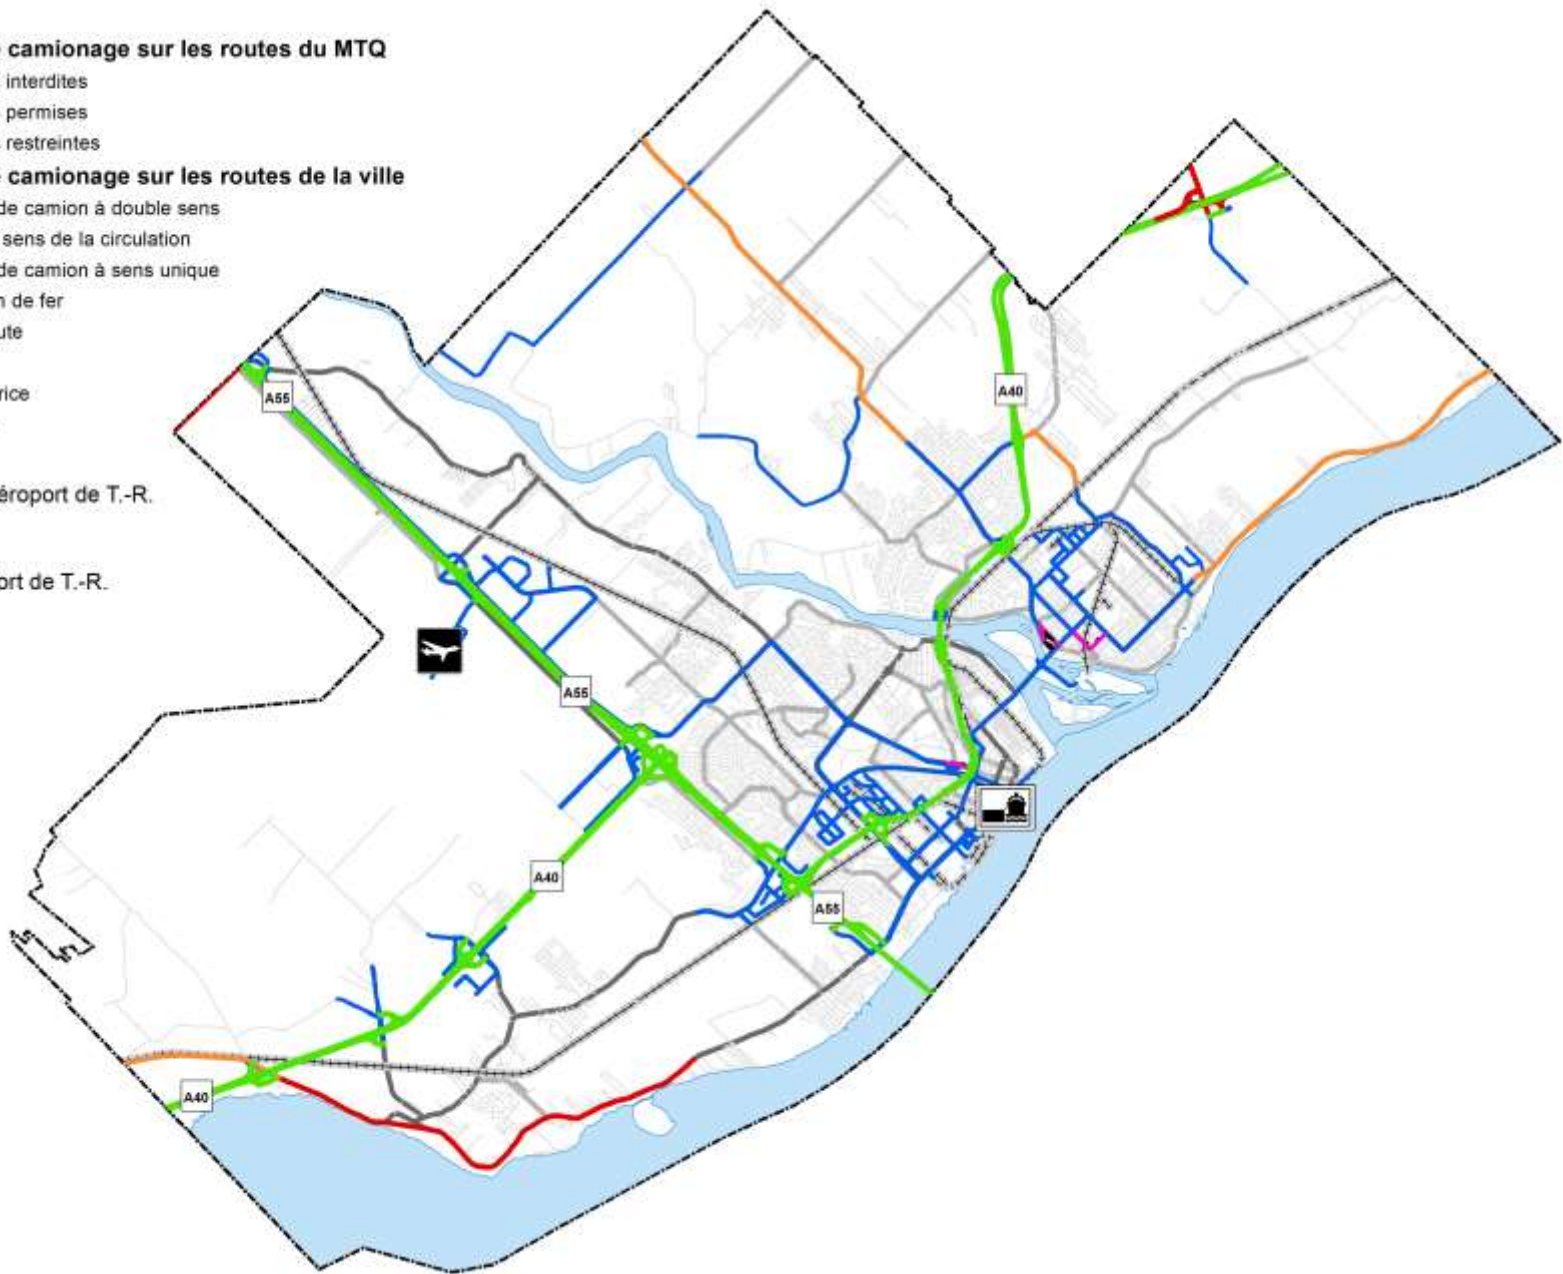 camionage sur les routes du MTQ
interdites
permises
restreintes
camionage sur les routes de la ville
de camion à double sens
sens de la circulation
de camion à sens unique
de fer
A55
A40
éroport de T.-R.
ort de T.-R.
A55
A40
A55
A40